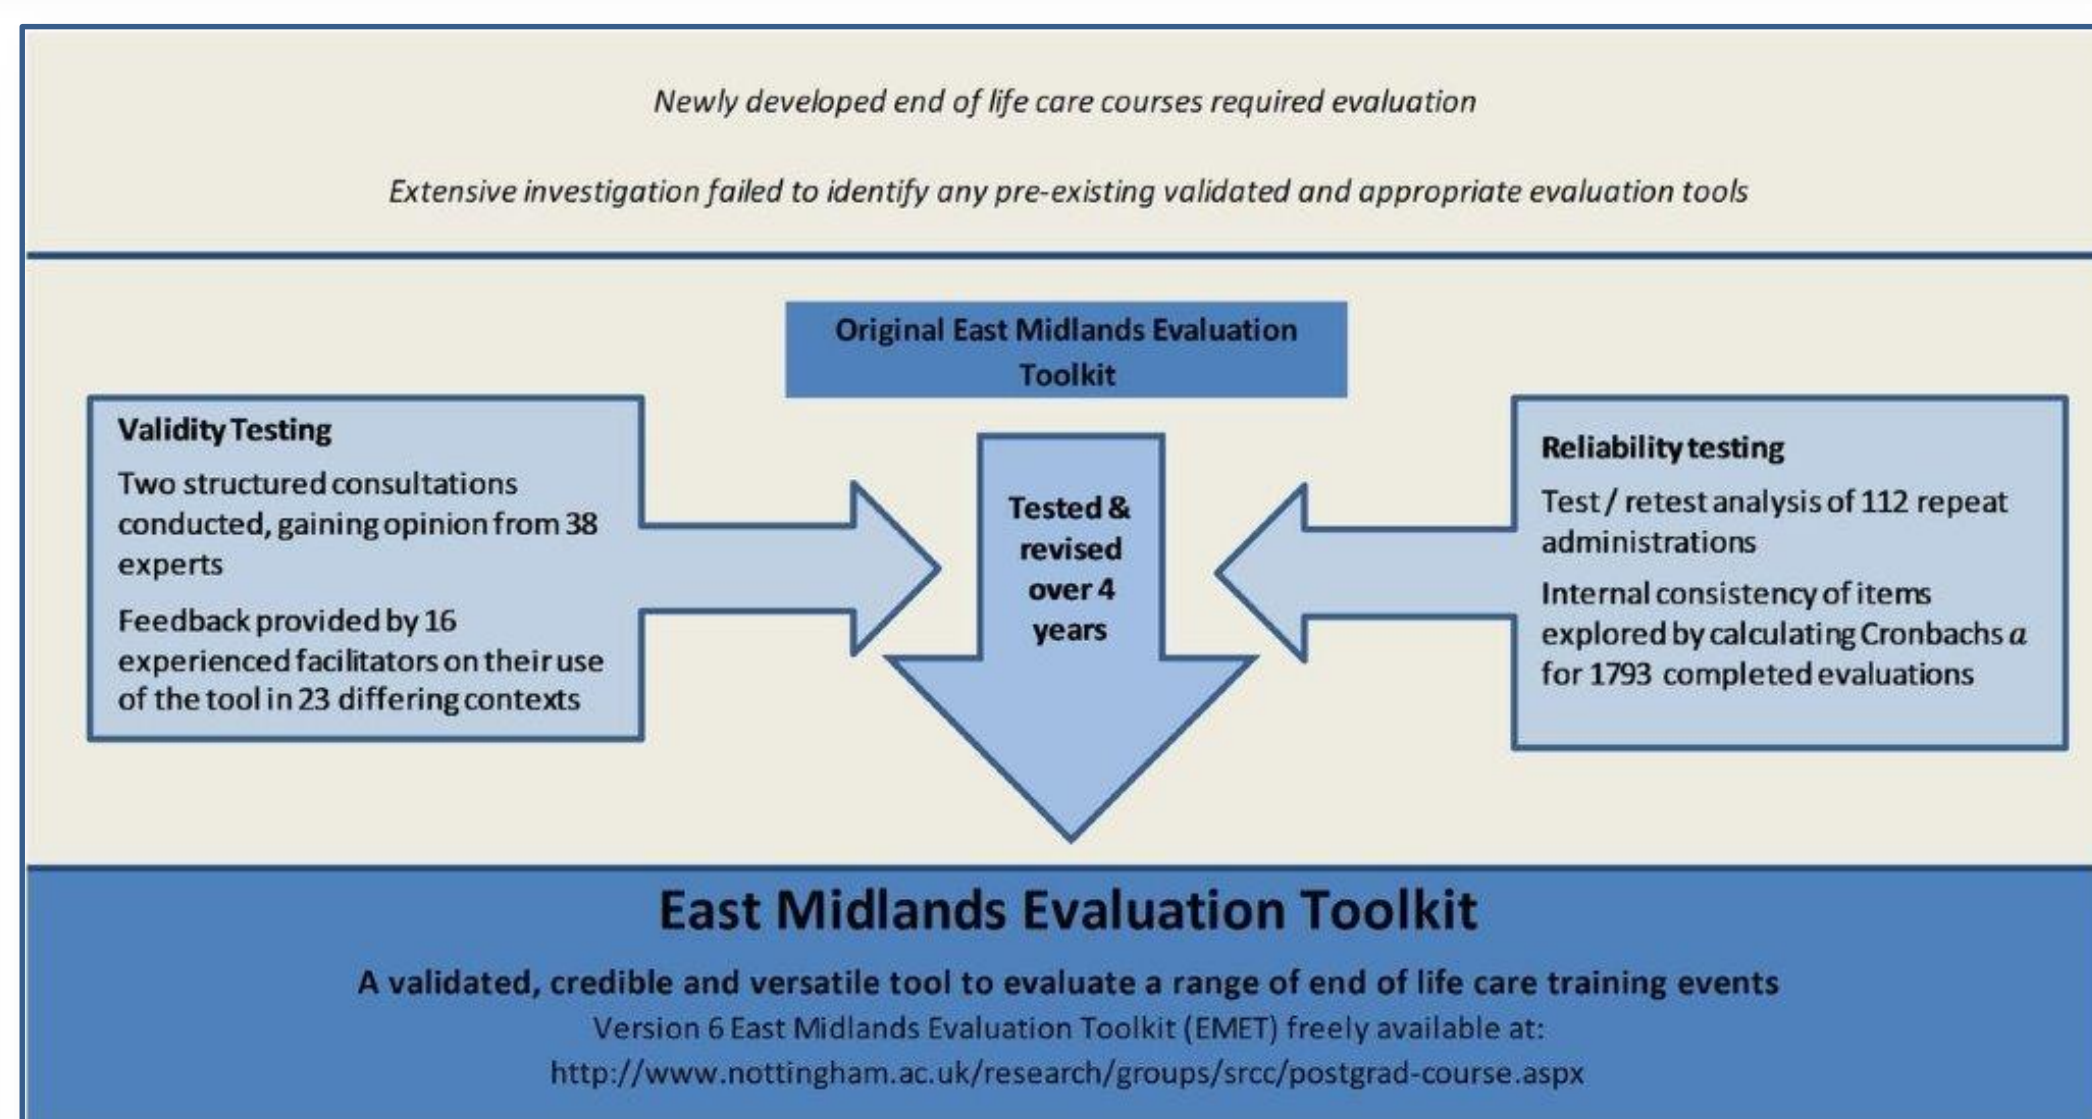 Newly developed end of life care courses required evaluation
Extensive investigation failed to identify any pre-existing validated and appropriate evaluation tools
Original East Midlands Evaluation
Toolkit
Validity Testing
Two structured consultations
conducted, gaining opinion from 38
experts
Feedback provided by 16
experienced facilitators on their use
of the tool in 23 differing contexts
Tested &
revised
over 4
years
Reliability testing
Test / retest analysis of 112 repeat
administrations
Internal consistency of items
explored by calculating Cronbachs α
for 1793 completed evaluations
East Midlands Evaluation Toolkit
A validated, credible and versatile tool to evaluate a range of end of life care training events
Version 6 East Midlands Evaluation Toolkit (EMET) freely available at:
http://www.nottingham.ac.uk/research/groups/srcc/postgrad-course.aspx